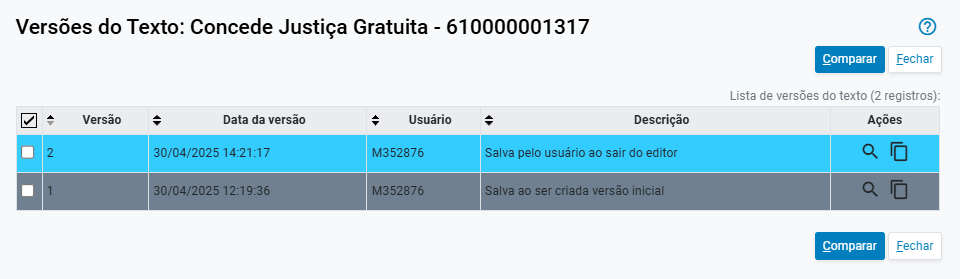 Versões do Texto: Concede Justiça Gratuita - 610000001317
Comparar Fechar
Lista de versões do texto (2 registros):
Versão Data da versão Usuário Descrição Ações
2 30/04/2025 14:21:17 M352876 Salva pelo usuário ao sair do editor
1 30/04/2025 12:19:36 M352876 Salva ao ser criada versão inicial
Comparar Fechar